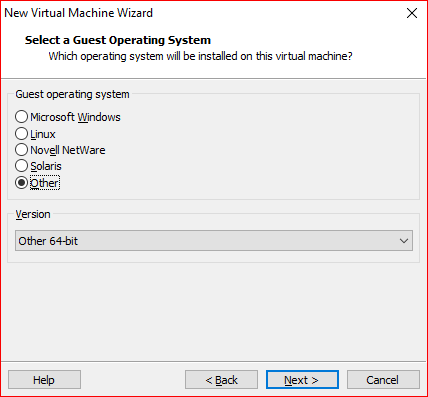 New Virtual Machine Wizard
Select a Guest Operating System
Which operating system will be installed on this virtual machine?
Guest operating system
Microsoft Windows
Linux
Novell NetWare
Solaris
Other
Version
Other 64-bit
Help
< Back
Next >
Cancel